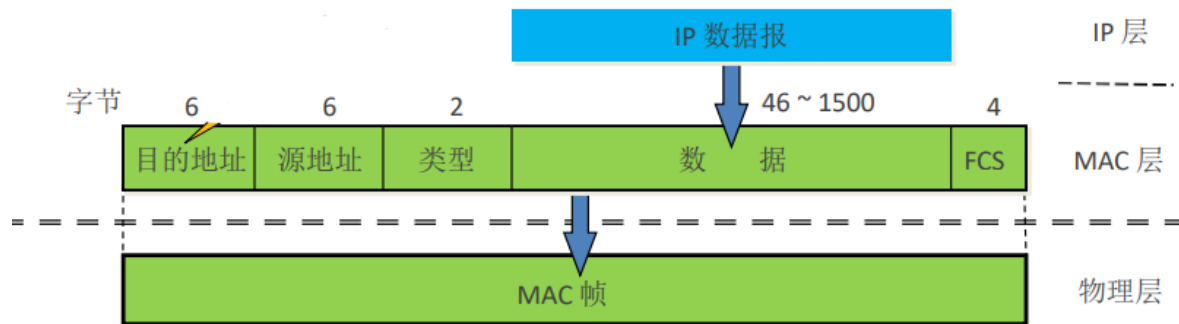 IP 数据报 IP 层
字节 6 6 2 46 ~ 1500 4
目的地址 源地址 类型 数 据 FCS MAC 层
MAC 帧 物理层